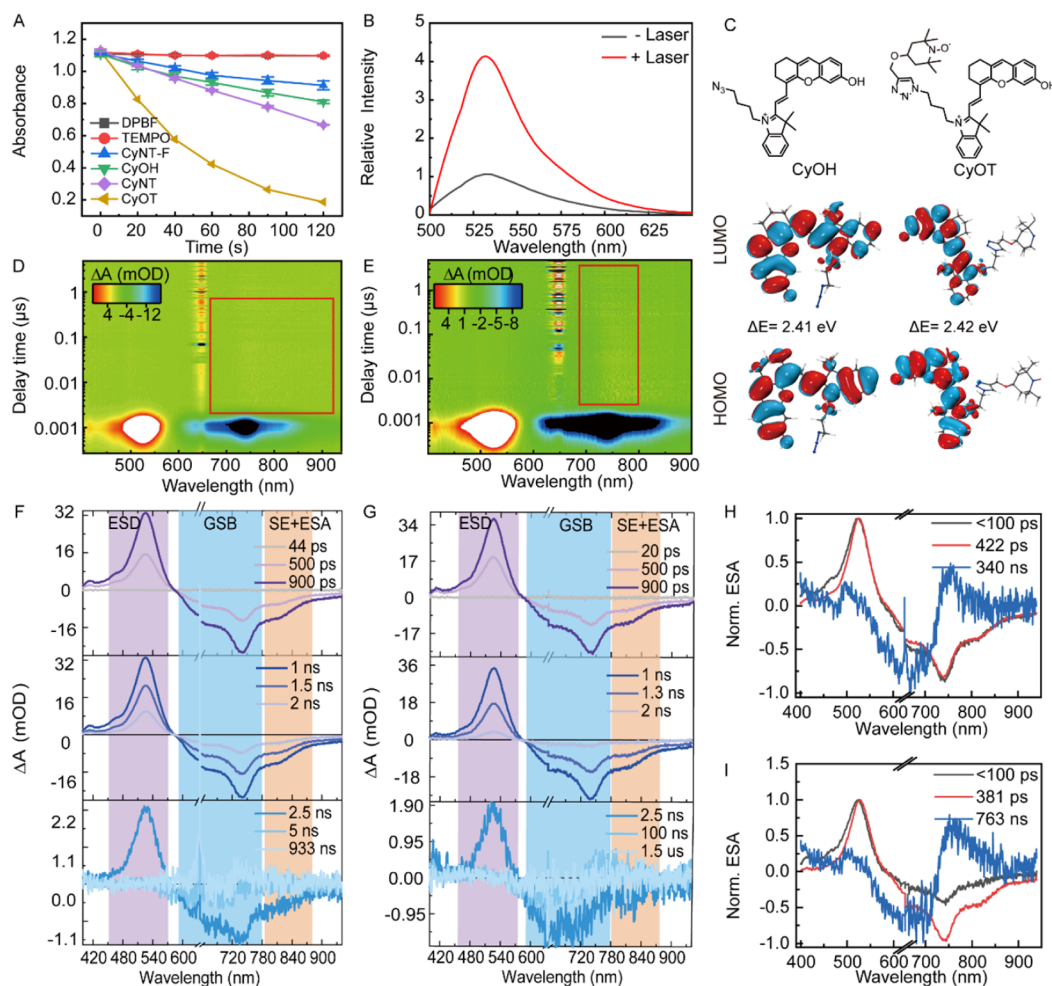 A
Absorbance
1.2
1.0
0.8
0.6
0.4
0.2
DPBF
TEMPO
CyNT-F
CyOH
CyNT
CyOT
0 20 40 60 80 100 120
Time (s)
B
Relative Intensity
5
4
3
2
1
0
- Laser
+ Laser
500 525 550 575 600 625
Wavelength (nm)
C
N₃
N⁺
O
OH
CyOH
N-O·
O
N=N
N
N⁺
O
OH
CyOT
LUMO
ΔE= 2.41 eV
ΔE= 2.42 eV
HOMO
D
Delay time (µs)
1
0.1
0.01
0.001
ΔA (mOD)
4 -4 -12
400 500 600 700 800 900
Wavelength (nm)
E
Delay time (µs)
1
0.1
0.01
0.001
ΔA (mOD)
4 1 -2 -5 -8
400 500 600 700 800 900
Wavelength (nm)
F
ΔA (mOD)
ESD
GSB
SE+ESA
32
16
0
-16
44 ps
500 ps
900 ps
32
16
0
-16
1 ns
1.5 ns
2 ns
2.2
1.1
0.0
-1.1
2.5 ns
5 ns
933 ns
420 480 540 600 720 780 840
Wavelength (nm)
G
ΔA (mOD)
ESD
GSB
SE+ESA
34
17
0
-17
20 ps
500 ps
900 ps
36
18
0
-18
1 ns
1.3 ns
2 ns
1.90
0.95
0.00
-0.95
2.5 ns
100 ns
1.5 us
420 480 540 600 720 780 840
Wavelength (nm)
H
Norm. ESA
1.0
0.5
0.0
-0.5
-1.0
<100 ps
422 ps
340 ns
400 500 600 700 800 900
Wavelength (nm)
I
Norm. ESA
1.5
1.0
0.5
0.0
-0.5
-1.0
<100 ps
381 ps
763 ns
400 500 600 700 800 900
Wavelength (nm)